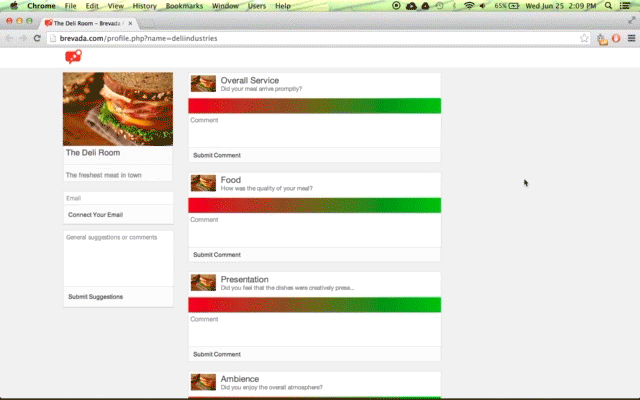 Chrome File Edit View History Bookmarks Window Users Help
65% Wed Jun 25 2:09 PM
The Deli Room – Brevada
brevada.com/profile.php?name=deliindustries
The Deli Room
The freshest meat in town
Email
Connect Your Email
General suggestions or comments
Submit Suggestions
Overall Service
Did your meal arrive promptly?
Comment
Submit Comment
Food
How was the quality of your meal?
Comment
Submit Comment
Presentation
Did you feel that the dishes were creatively prese...
Comment
Submit Comment
Ambience
Did you enjoy the overall atmosphere?